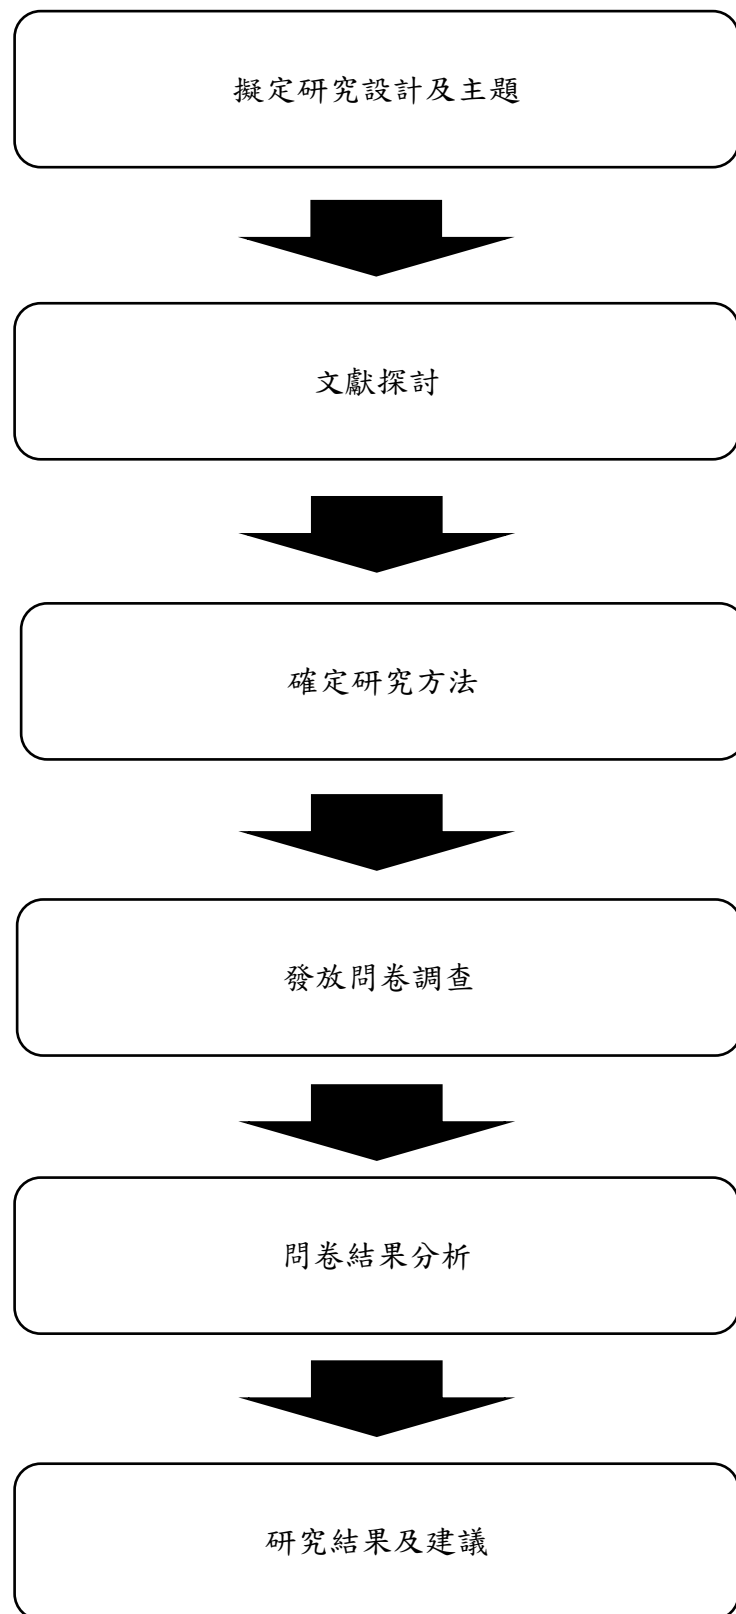 擬定研究設計及主題
文獻探討
確定研究方法
發放問卷調查
問卷結果分析
研究結果及建議